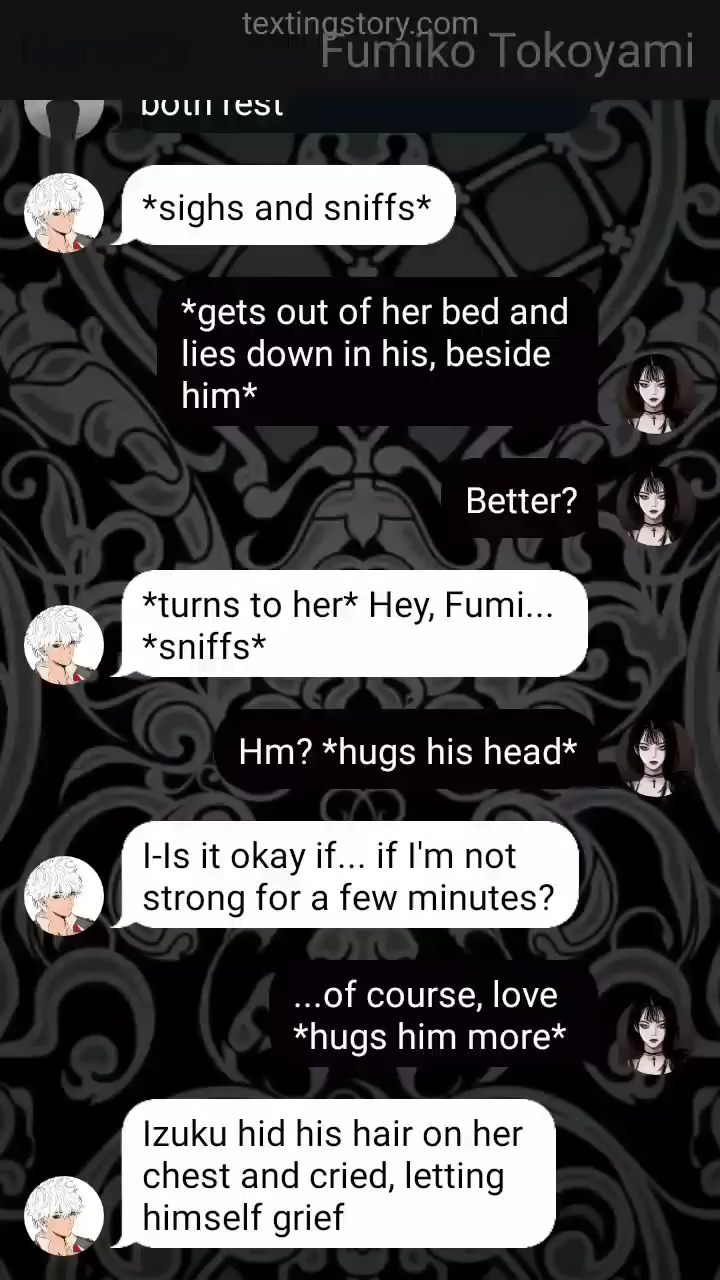 textingstory.com
Fumiko Tokoyami
both rest
*sighs and sniffs*
*gets out of her bed and
lies down in his, beside
him*
Better?
*turns to her* Hey, Fumi...
*sniffs*
Hm? *hugs his head*
I-Is it okay if... if I'm not
strong for a few minutes?
...of course, love
*hugs him more*
Izuku hid his hair on her
chest and cried, letting
himself grief